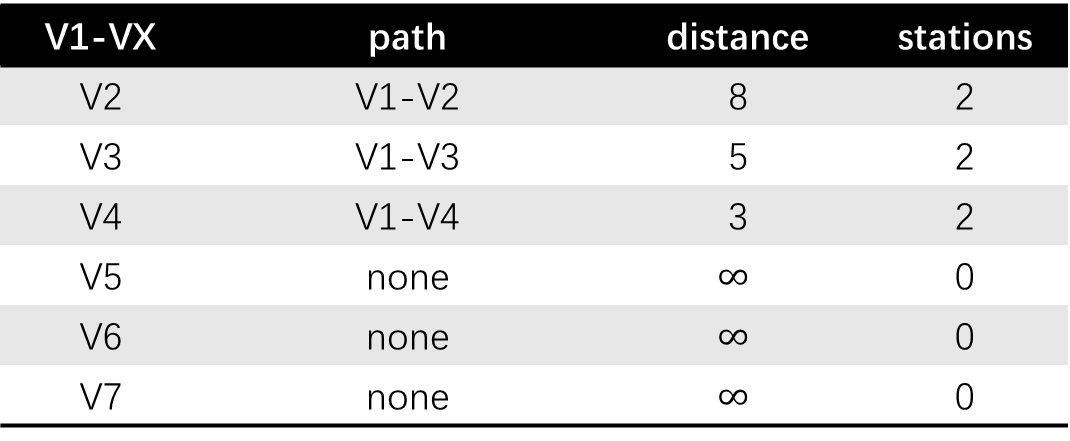 V1-VX path distance stations
V2 V1-V2 8 2
V3 V1-V3 5 2
V4 V1-V4 3 2
V5 none ∞ 0
V6 none ∞ 0
V7 none ∞ 0